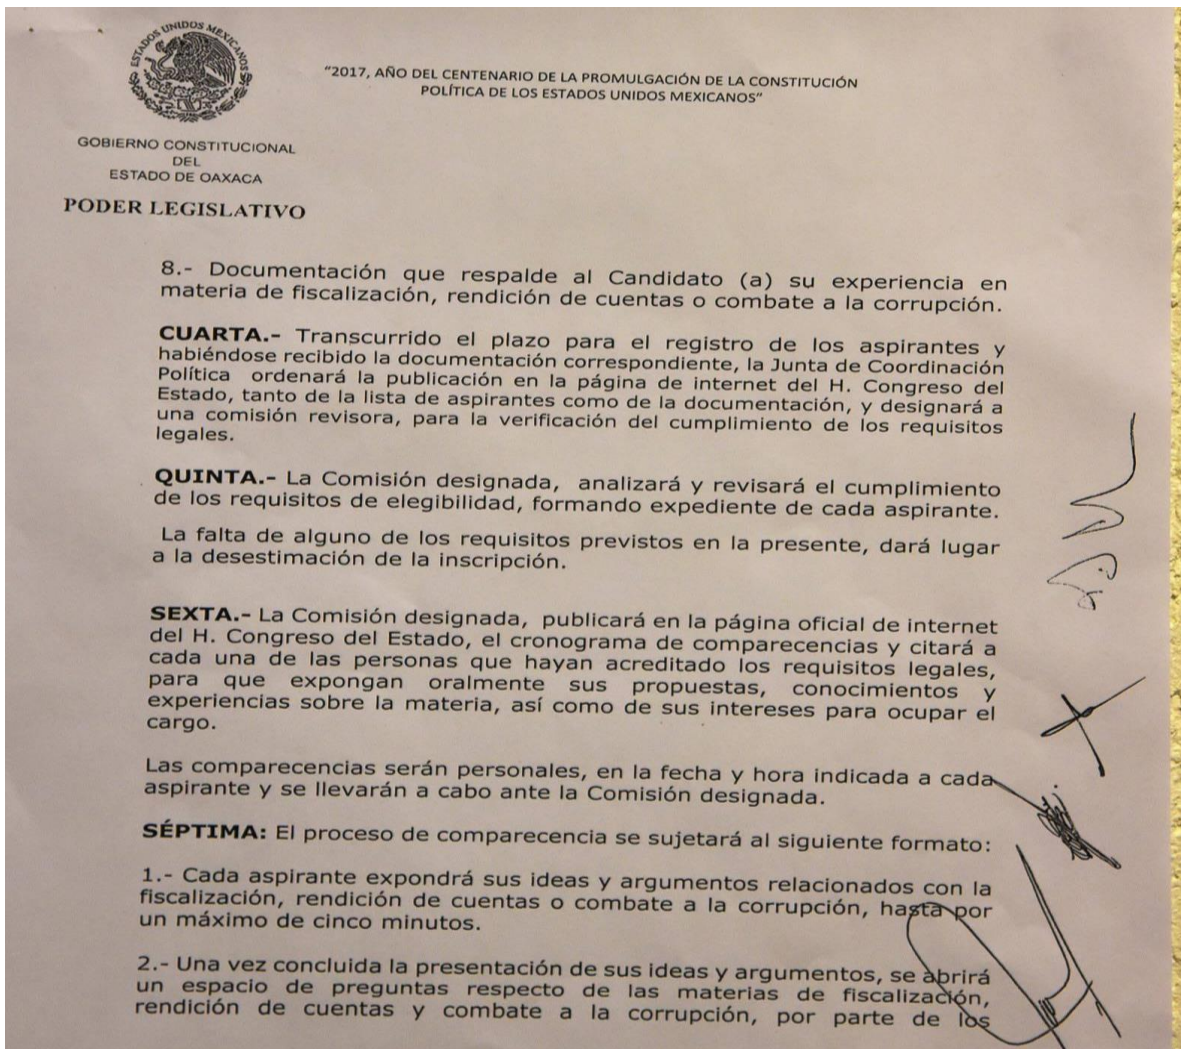 ESTADOS UNIDOS MEXICANOS
"2017, AÑO DEL CENTENARIO DE LA PROMULGACIÓN DE LA CONSTITUCIÓN
POLÍTICA DE LOS ESTADOS UNIDOS MEXICANOS"
GOBIERNO CONSTITUCIONAL
DEL
ESTADO DE OAXACA
PODER LEGISLATIVO
8.- Documentación que respalde al Candidato (a) su experiencia en
materia de fiscalización, rendición de cuentas o combate a la corrupción.
CUARTA.- Transcurrido el plazo para el registro de los aspirantes y
habiéndose recibido la documentación correspondiente, la Junta de Coordinación
Política ordenará la publicación en la página de internet del H. Congreso del
Estado, tanto de la lista de aspirantes como de la documentación, y designará a
una comisión revisora, para la verificación del cumplimiento de los requisitos
legales.
QUINTA.- La Comisión designada, analizará y revisará el cumplimiento
de los requisitos de elegibilidad, formando expediente de cada aspirante.
La falta de alguno de los requisitos previstos en la presente, dará lugar
a la desestimación de la inscripción.
SEXTA.- La Comisión designada, publicará en la página oficial de internet
del H. Congreso del Estado, el cronograma de comparecencias y citará a
cada una de las personas que hayan acreditado los requisitos legales,
para que expongan oralmente sus propuestas, conocimientos y
experiencias sobre la materia, así como de sus intereses para ocupar el
cargo.
Las comparecencias serán personales, en la fecha y hora indicada a cada
aspirante y se llevarán a cabo ante la Comisión designada.
SÉPTIMA: El proceso de comparecencia se sujetará al siguiente formato:
1.- Cada aspirante expondrá sus ideas y argumentos relacionados con la
fiscalización, rendición de cuentas o combate a la corrupción, hasta por
un máximo de cinco minutos.
2.- Una vez concluida la presentación de sus ideas y argumentos, se abrirá
un espacio de preguntas respecto de las materias de fiscalización,
rendición de cuentas y combate a la corrupción, por parte de los